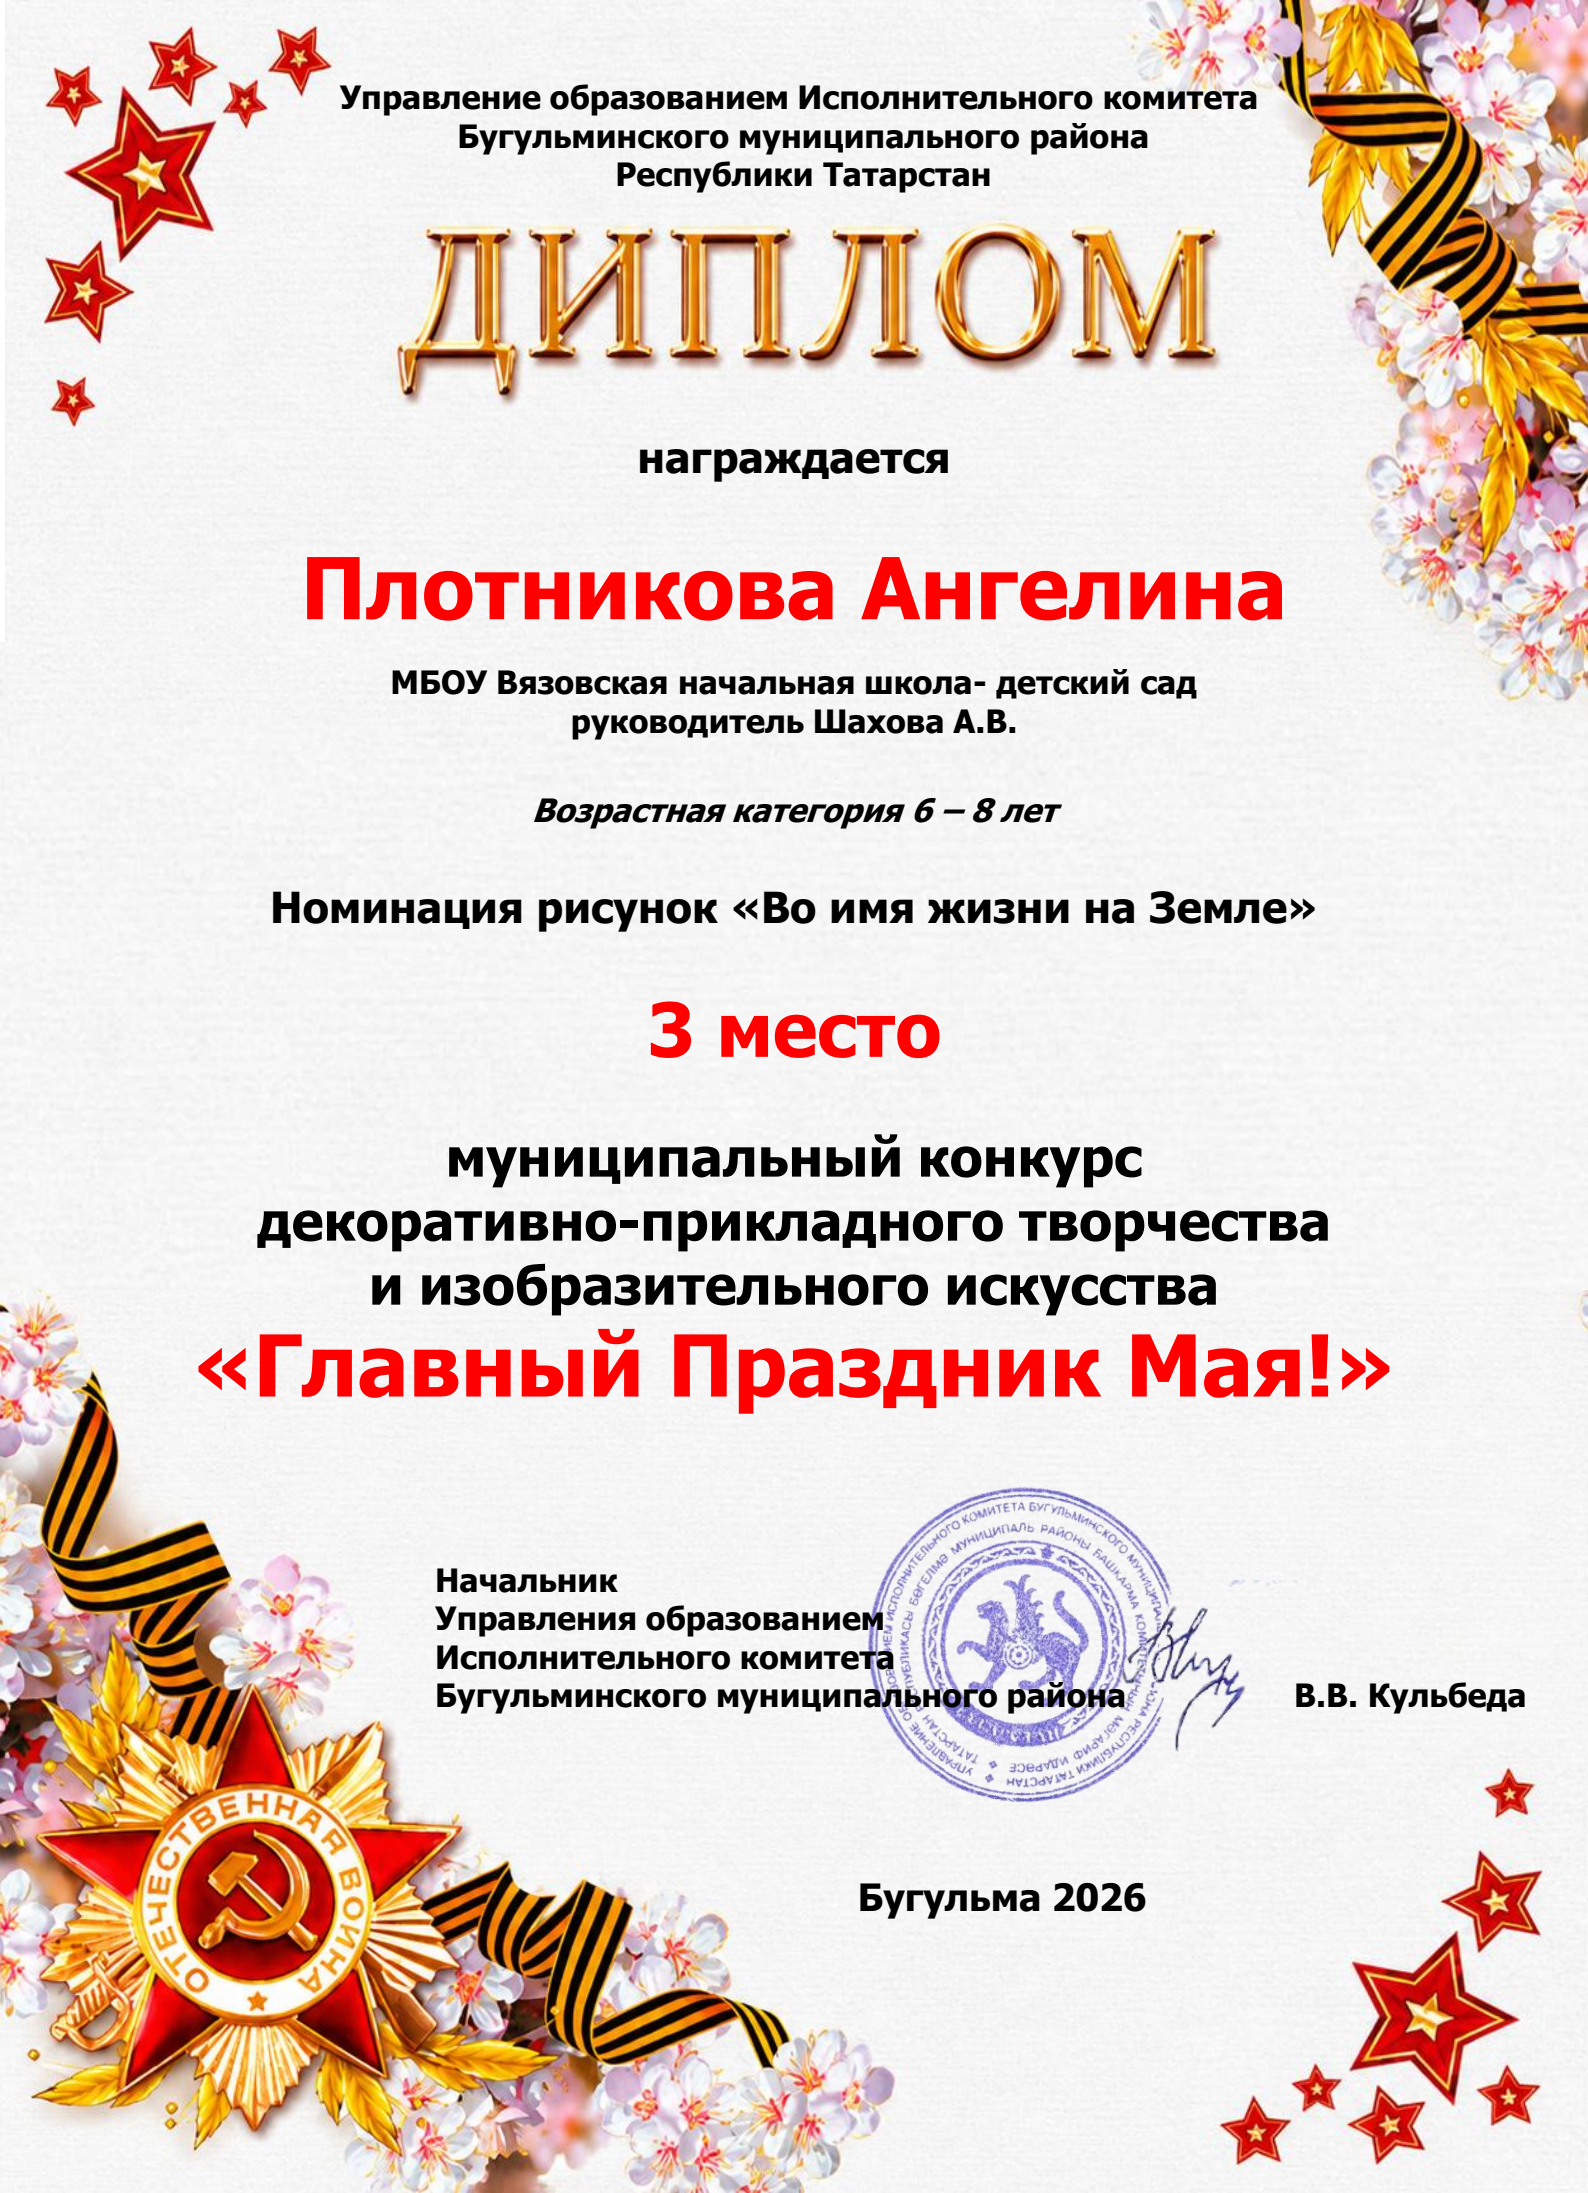 Управление образованием Исполнительного комитета
Бугульминского муниципального района
Республики Татарстан
ДИПЛОМ
награждается
Плотникова Ангелина
МБОУ Вязовская начальная школа- детский сад
руководитель Шахова А.В.
Возрастная категория 6 – 8 лет
Номинация рисунок «Во имя жизни на Земле»
3 место
муниципальный конкурс
декоративно-прикладного творчества
и изобразительного искусства
«Главный Праздник Мая!»
Начальник
Управления образованием
Исполнительного комитета
Бугульминского муниципального района
В.В. Кульбеда
ОТЕЧЕСТВЕННАЯ ВОЙНА
Бугульма 2026